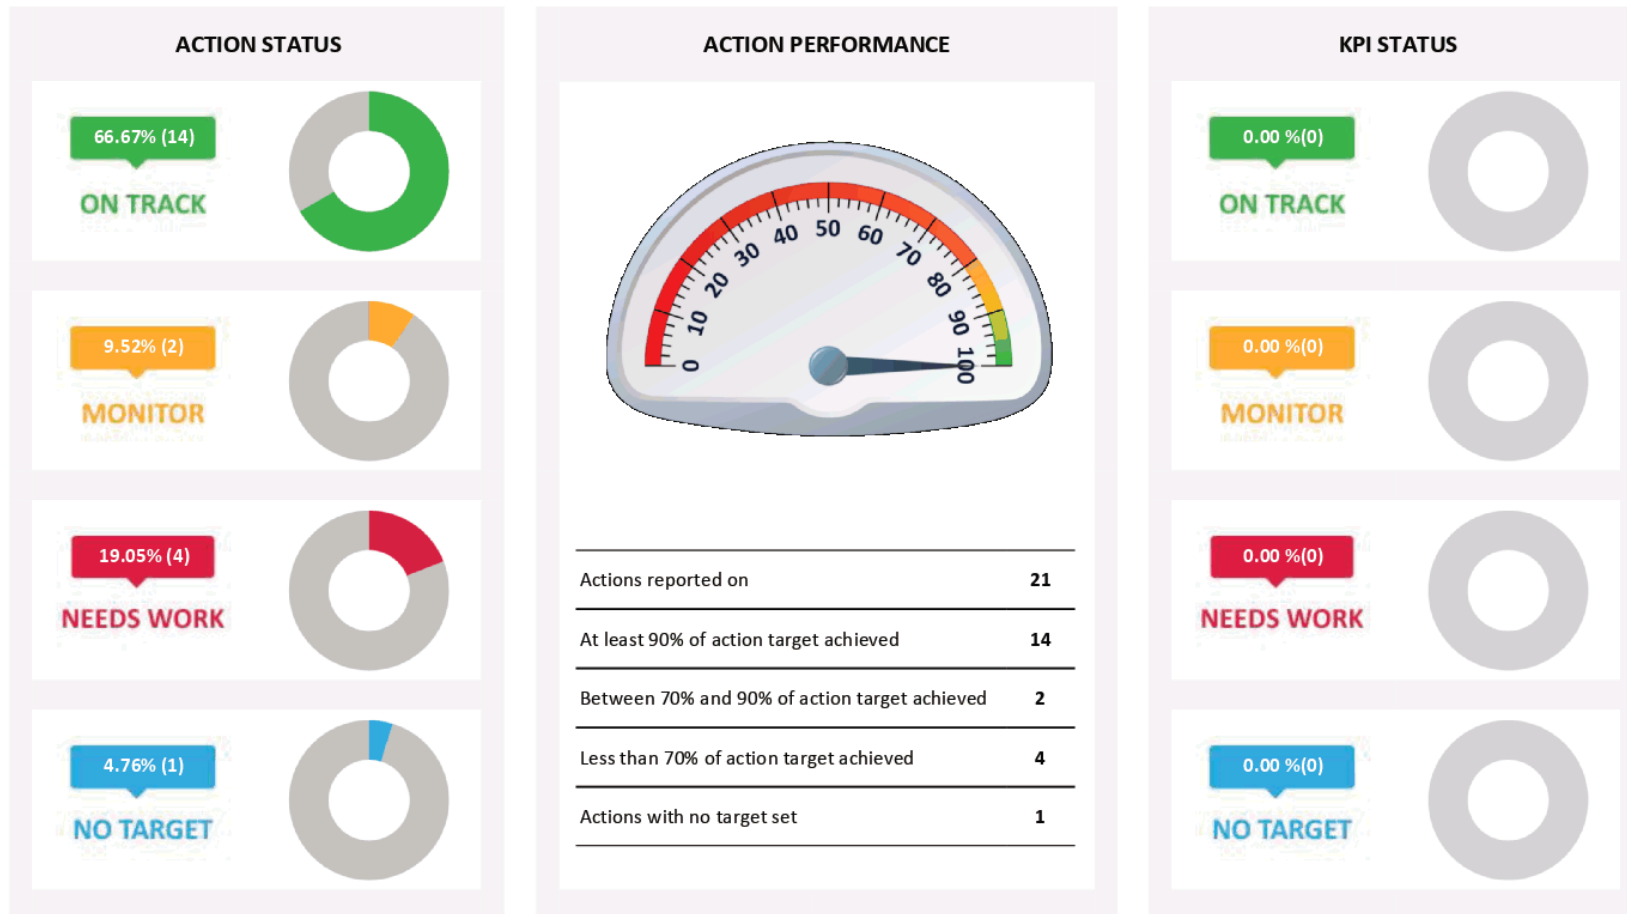 ACTION STATUS
66.67% (14)
ON TRACK
9.52% (2)
MONITOR
19.05% (4)
NEEDS WORK
4.76% (1)
NO TARGET
ACTION PERFORMANCE
0 10 20 30 40 50 60 70 80 90 100
Actions reported on 21
At least 90% of action target achieved 14
Between 70% and 90% of action target achieved 2
Less than 70% of action target achieved 4
Actions with no target set 1
KPI STATUS
0.00 %(0)
ON TRACK
0.00 %(0)
MONITOR
0.00 %(0)
NEEDS WORK
0.00 %(0)
NO TARGET